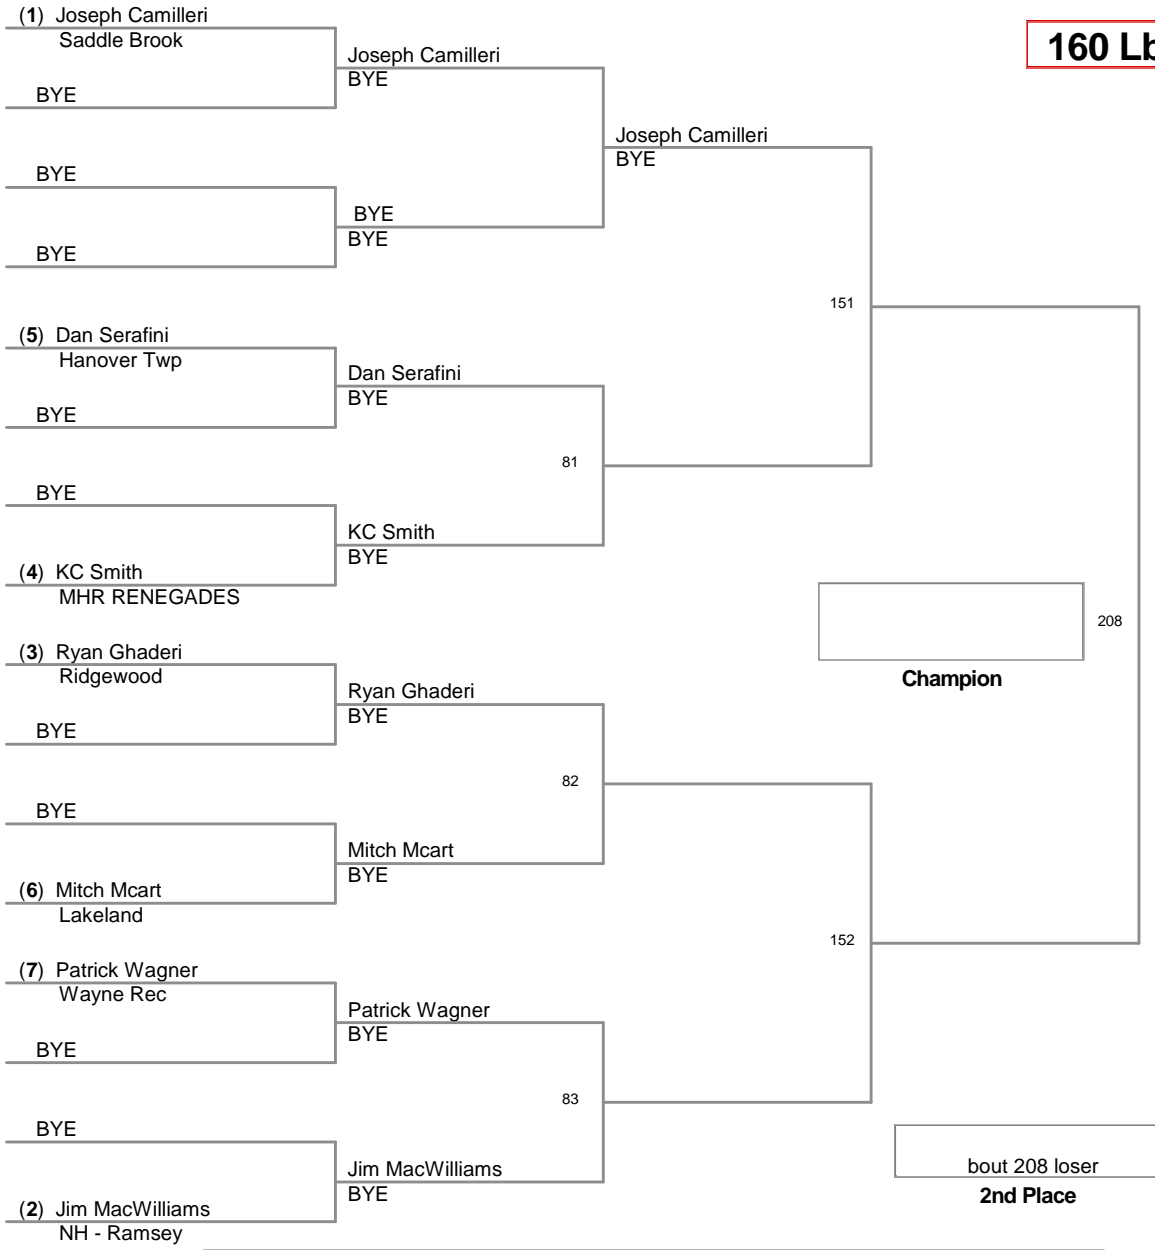 (1) Joseph Camilleri
Saddle Brook
BYE
BYE
BYE
(5) Dan Serafini
Hanover Twp
BYE
BYE
(4) KC Smith
MHR RENEGADES
(3) Ryan Ghaderi
Ridgewood
BYE
BYE
(6) Mitch Mcart
Lakeland
(7) Patrick Wagner
Wayne Rec
BYE
BYE
(2) Jim MacWilliams
NH - Ramsey
Joseph Camilleri
BYE
BYE
BYE
Dan Serafini
BYE
KC Smith
BYE
Ryan Ghaderi
BYE
Mitch Mcart
BYE
Patrick Wagner
BYE
Jim MacWilliams
BYE
Joseph Camilleri
BYE
81
82
83
151
152
160 Lb
208
Champion
bout 208 loser
2nd Place